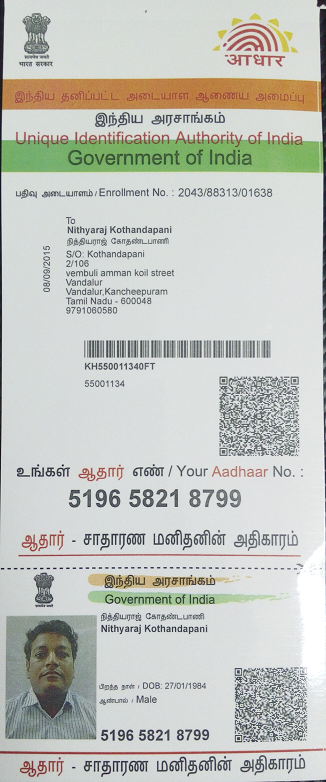 भारत सरकार
आधार
இந்திய தனிப்பட்ட அடையாள ஆணைய அமைப்பு
இந்திய அரசாங்கம்
Unique Identification Authority of India
Government of India
பதிவு அடையாளம் / Enrollment No. : 2043/88313/01638
08/09/2015
To
Nithyaraj Kothandapani
நித்தியராஜ் கோதண்டபாணி
S/O: Kothandapani
2/106
vembuli amman koil street
Vandalur
Vandalur,Kancheepuram
Tamil Nadu - 600048
9791060580
KH550011340FT
55001134
உங்கள் ஆதார் எண் / Your Aadhaar No. :
5196 5821 8799
ஆதார் - சாதாரண மனிதனின் அதிகாரம்
இந்திய அரசாங்கம்
Government of India
நித்தியராஜ் கோதண்டபாணி
Nithyaraj Kothandapani
பிறந்த நாள் : DOB: 27/01/1984
ஆண்பால் : Male
5196 5821 8799
ஆதார் - சாதாரண மனிதனின் அதிகாரம்